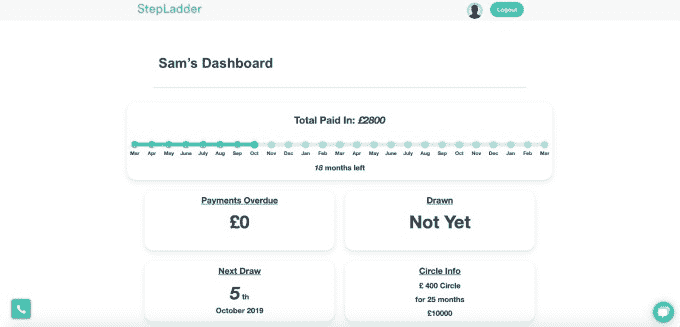 StepLadder
Logout
Sam's Dashboard
Total Paid In: £2800
Mar Apr May June July Aug Sep Oct Nov Dec Jan Feb Mar Apr May June July Aug Sep Oct Nov Dec Jan Feb Mar
18 months left
Payments Overdue
£0
Drawn
Not Yet
Next Draw
5 th
October 2019
Circle Info
£ 400 Circle
for 25 months
£10000